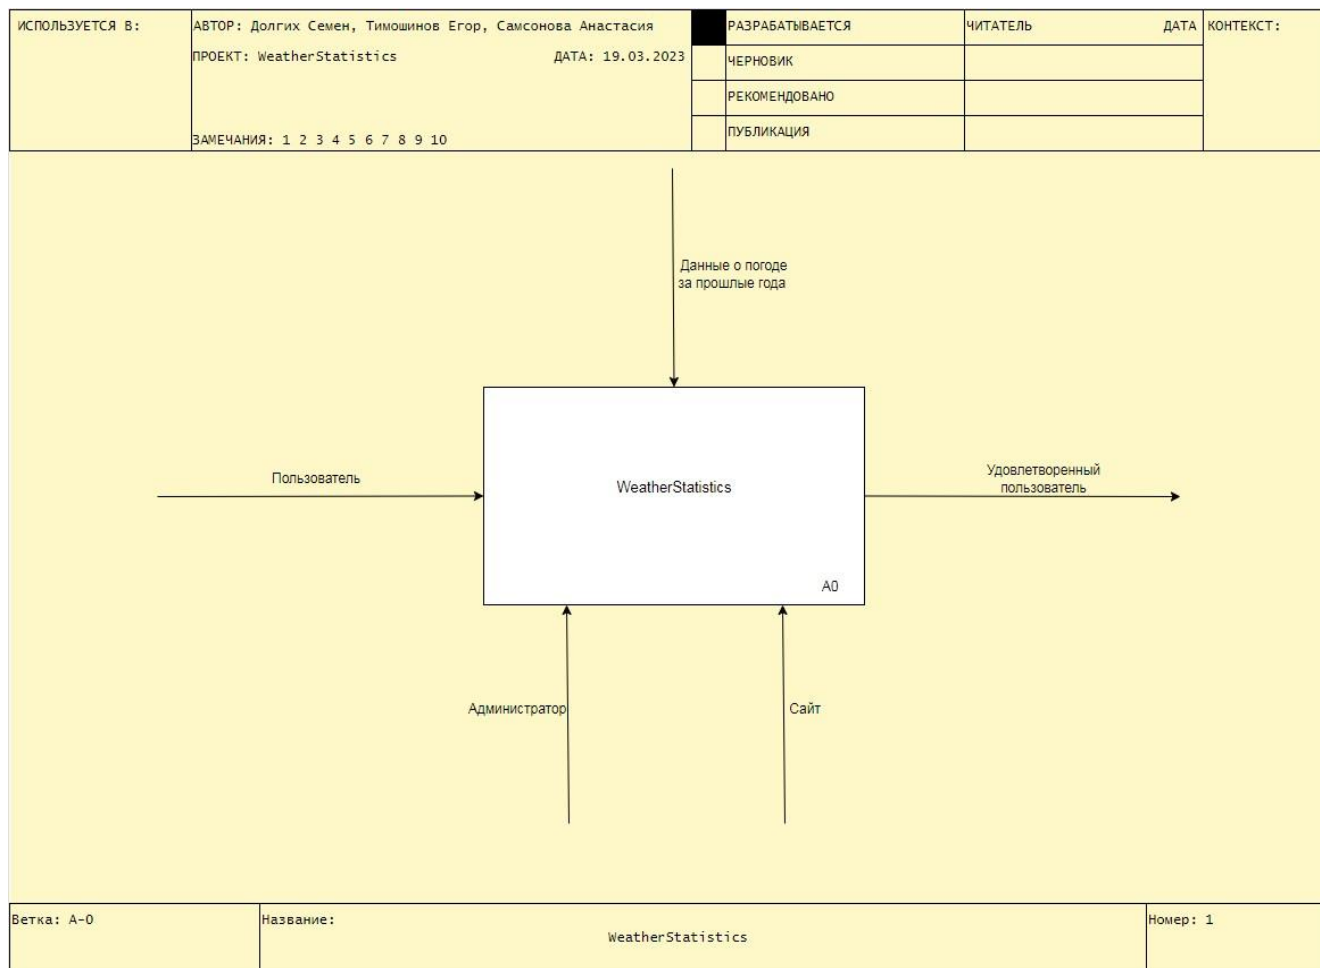 ИСПОЛЬЗУЕТСЯ В:
АВТОР: Долгих Семен, Тимошинов Егор, Самсонова Анастасия
ПРОЕКТ: WeatherStatistics
ДАТА: 19.03.2023
ЗАМЕЧАНИЯ: 1 2 3 4 5 6 7 8 9 10
РАЗРАБАТЫВАЕТСЯ
ЧЕРНОВИК
РЕКОМЕНДОВАНО
ПУБЛИКАЦИЯ
ЧИТАТЕЛЬ
ДАТА
КОНТЕКСТ:
Данные о погоде
за прошлые года
Пользователь
WeatherStatistics
A0
Удовлетворенный
пользователь
Администратор
Сайт
Ветка: A-0
Название:
WeatherStatistics
Номер: 1